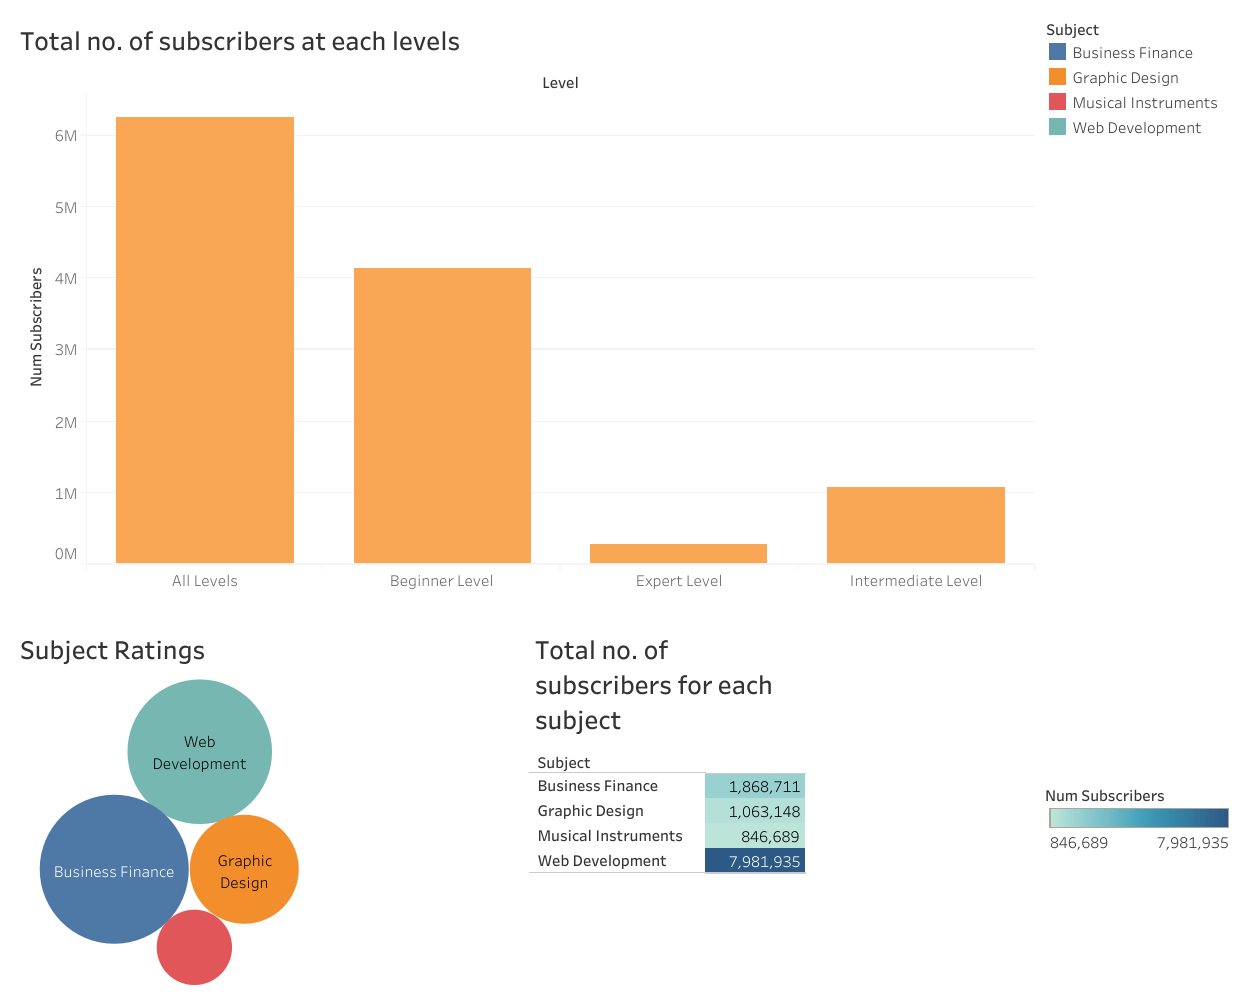 Total no. of subscribers at each levels
Level
Num Subscribers
6M
5M
4M
3M
2M
1M
0M
All Levels
Beginner Level
Expert Level
Intermediate Level
Subject
Business Finance
Graphic Design
Musical Instruments
Web Development
Subject Ratings
Web
Development
Business Finance
Graphic
Design
Total no. of
subscribers for each
subject
Subject
Business Finance 1,868,711
Graphic Design 1,063,148
Musical Instruments 846,689
Web Development 7,981,935
Num Subscribers
846,689 7,981,935